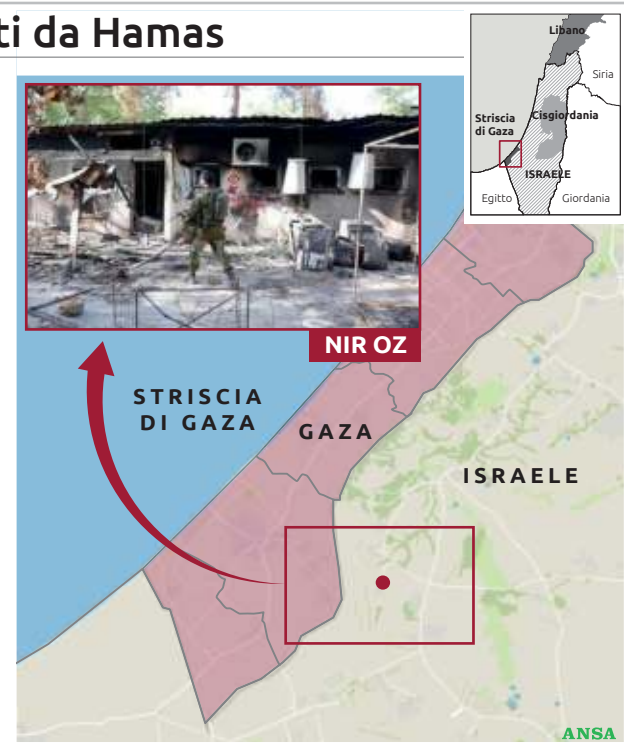 ti da Hamas
Libano
Siria
Striscia
di Gaza
Cisgiordania
ISRAELE
Egitto
Giordania
NIR OZ
STRISCIA
DI GAZA
GAZA
ISRAELE
ANSA